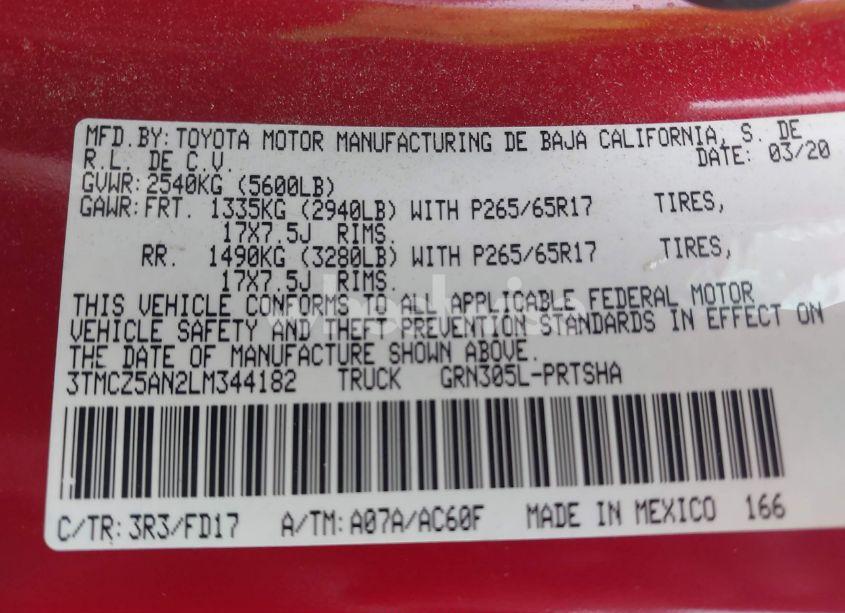 MFD.BY: TOYOTA MOTOR MANUFACTURING DE BAJA CALIFORNIA, S. DE
R.L. DE C.V. DATE: 03/20
GVWR: 2540KG (5600LB)
GAWR: FRT. 1335KG (2940LB) WITH P265/65R17 TIRES,
17X7.5J RIMS.
RR. 1490KG (3280LB) WITH P265/65R17 TIRES,
17X7.5J RIMS.
THIS VEHICLE CONFORMS TO ALL APPLICABLE FEDERAL MOTOR
VEHICLE SAFETY AND THEFT PREVENTION STANDARDS IN EFFECT ON
THE DATE OF MANUFACTURE SHOWN ABOVE.
3TMCZ5AN2LM344182 TRUCK GRN305L-PRTSHA
C/TR: 3R3/FD17 A/TM: A07A/AC60F MADE IN MEXICO 166